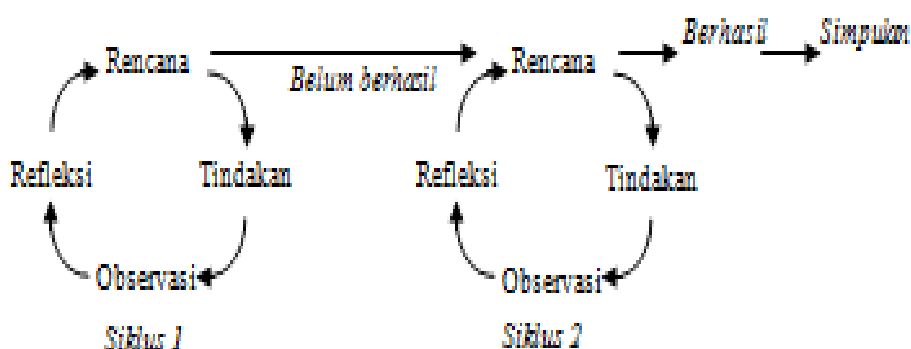 Berhasil Simpulan
Rencana Rencana
Belum berhasil
Refleksi Tindakan Refleksi Tindakan
Observasi Observasi
Siklus 1 Siklus 2